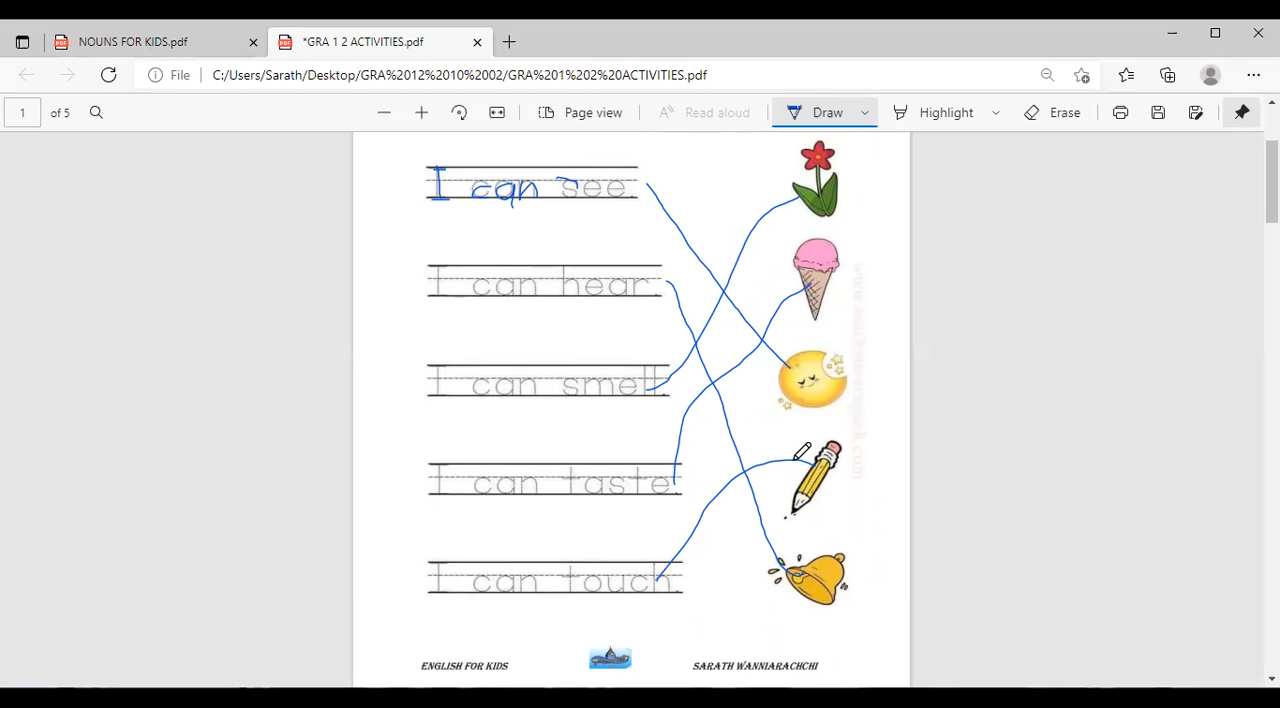 NOUNS FOR KIDS.pdf
*GRA 1 2 ACTIVITIES.pdf
File
C:/Users/Sarath/Desktop/GRA%2012%2010%2002/GRA%201%202%20ACTIVITIES.pdf
1 of 5
Page view
Read aloud
Draw
Highlight
Erase
I can see.
I can hear.
I can smell.
I can taste.
I can touch.
ENGLISH FOR KIDS
SARATH WANNIARACHCHI